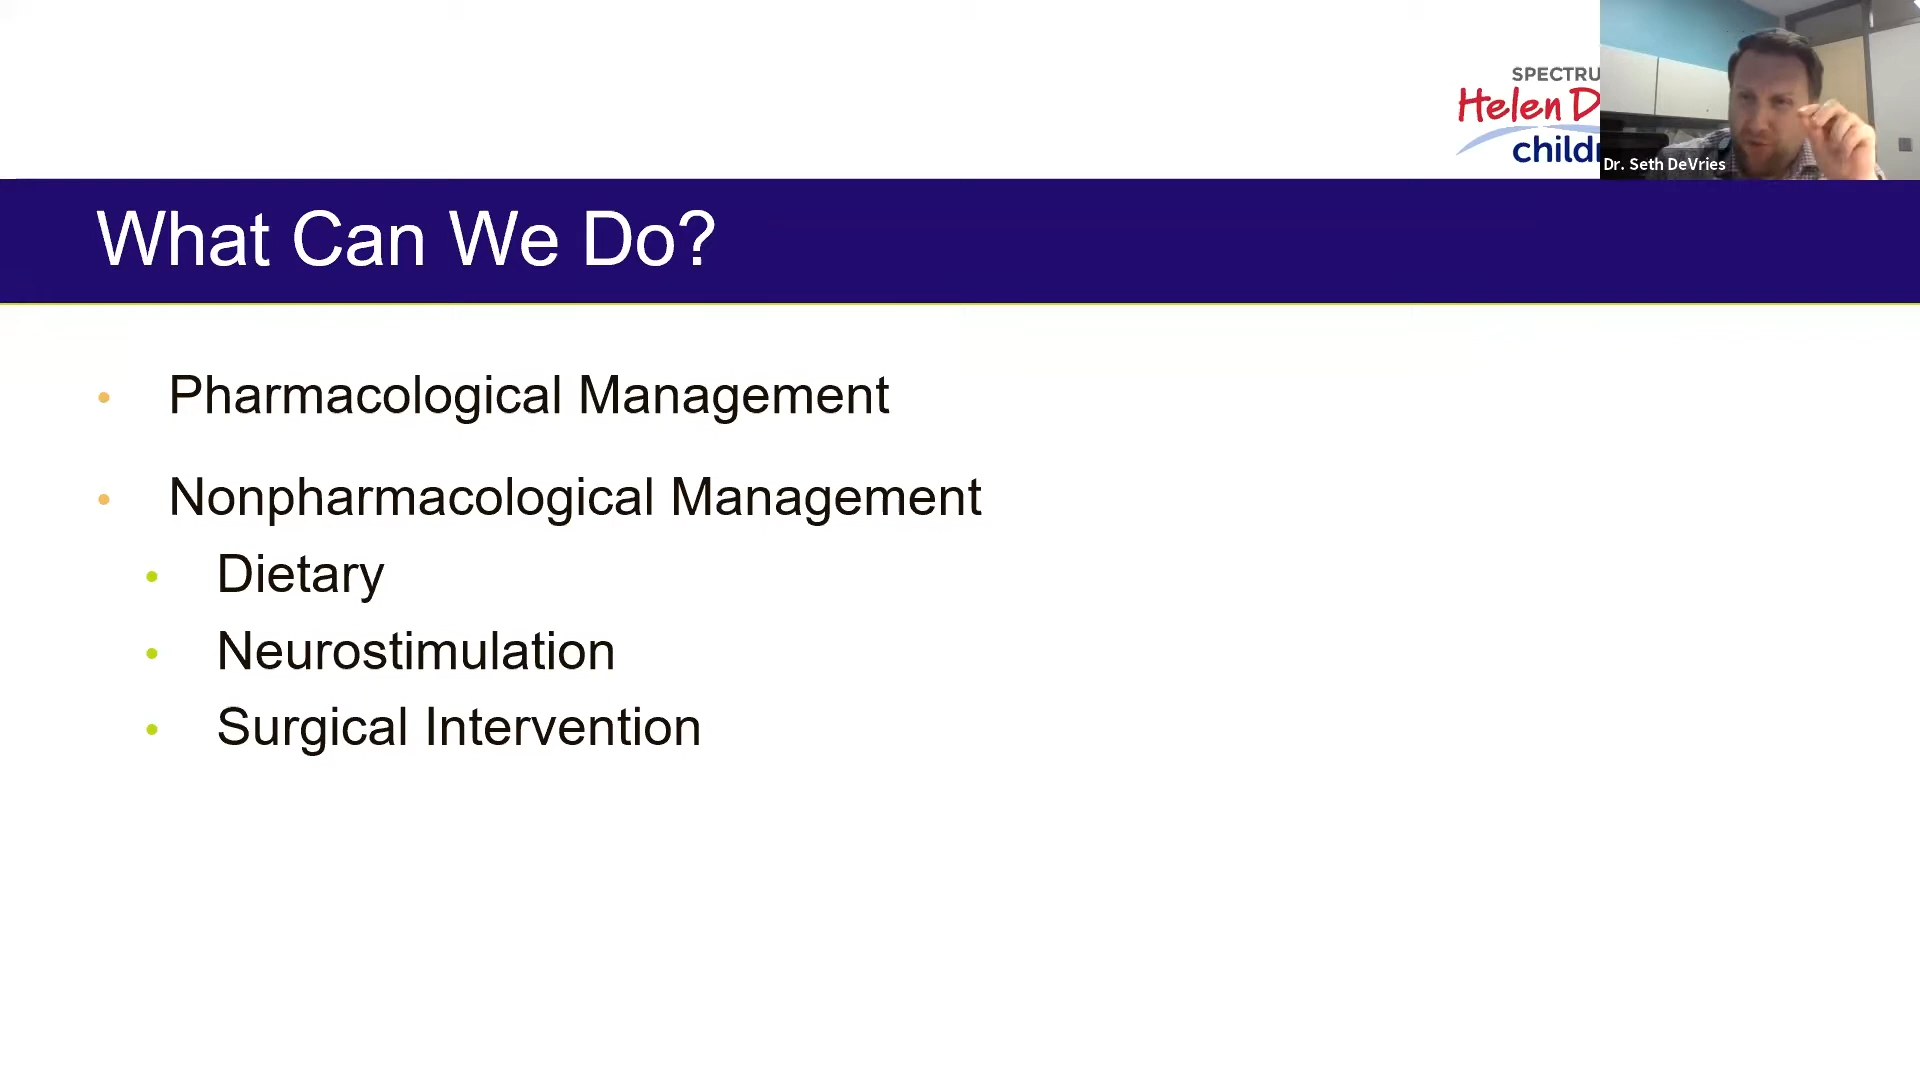 SPECTRU
Helen D
childr
Dr. Seth DeVries
What Can We Do?
• Pharmacological Management
• Nonpharmacological Management
• Dietary
• Neurostimulation
• Surgical Intervention